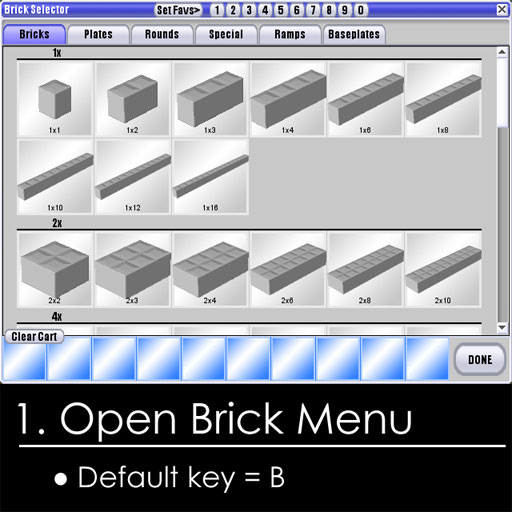 Brick Selector Set Favs> 1 2 3 4 5 6 7 8 9 0
Bricks Plates Rounds Special Ramps Baseplates
1x
1x1 1x2 1x3 1x4 1x6 1x8
1x10 1x12 1x16
2x
2x2 2x3 2x4 2x6 2x8 2x10
4x
Clear Cart
DONE
1. Open Brick Menu
● Default key = B